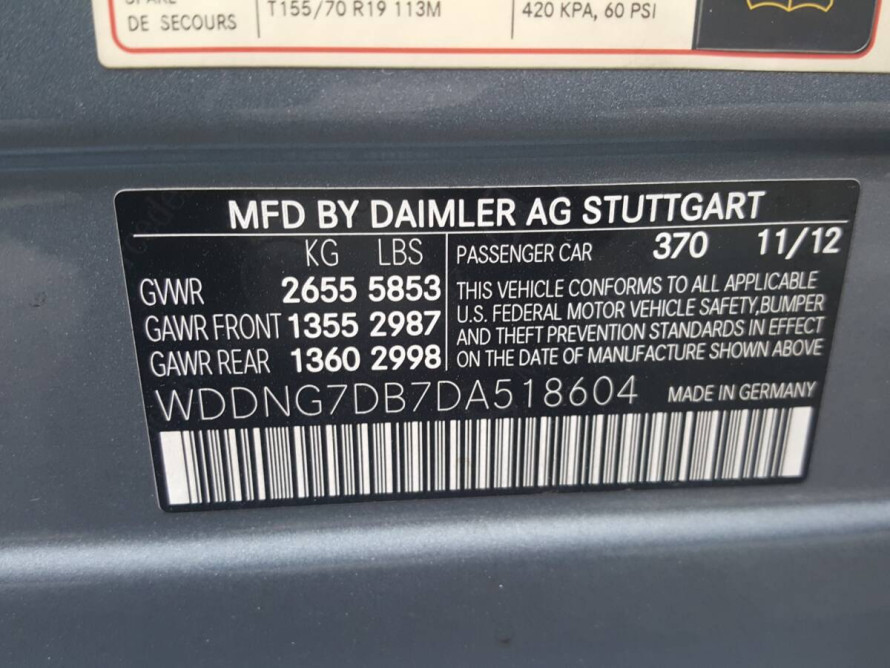 DE SECOURS
T155/70 R19 113M
420 KPA, 60 PSI
MFD BY DAIMLER AG STUTTGART
KG LBS
GVWR 2655 5853
GAWR FRONT 1355 2987
GAWR REAR 1360 2998
PASSENGER CAR 370 11/12
THIS VEHICLE CONFORMS TO ALL APPLICABLE
U.S. FEDERAL MOTOR VEHICLE SAFETY,BUMPER
AND THEFT PREVENTION STANDARDS IN EFFECT
ON THE DATE OF MANUFACTURE SHOWN ABOVE
WDDNG7DB7DA518604 MADE IN GERMANY